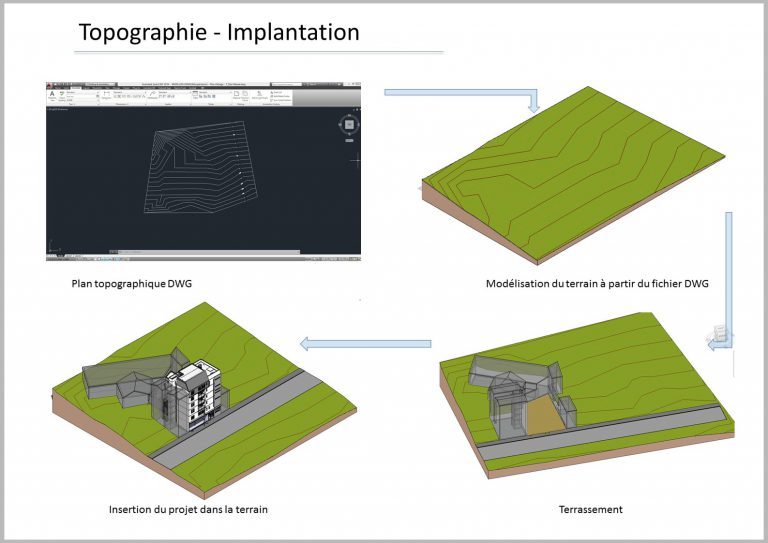 Topographie - Implantation
Plan topographique DWG
Modélisation du terrain à partir du fichier DWG
Insertion du projet dans la terrain
Terrassement